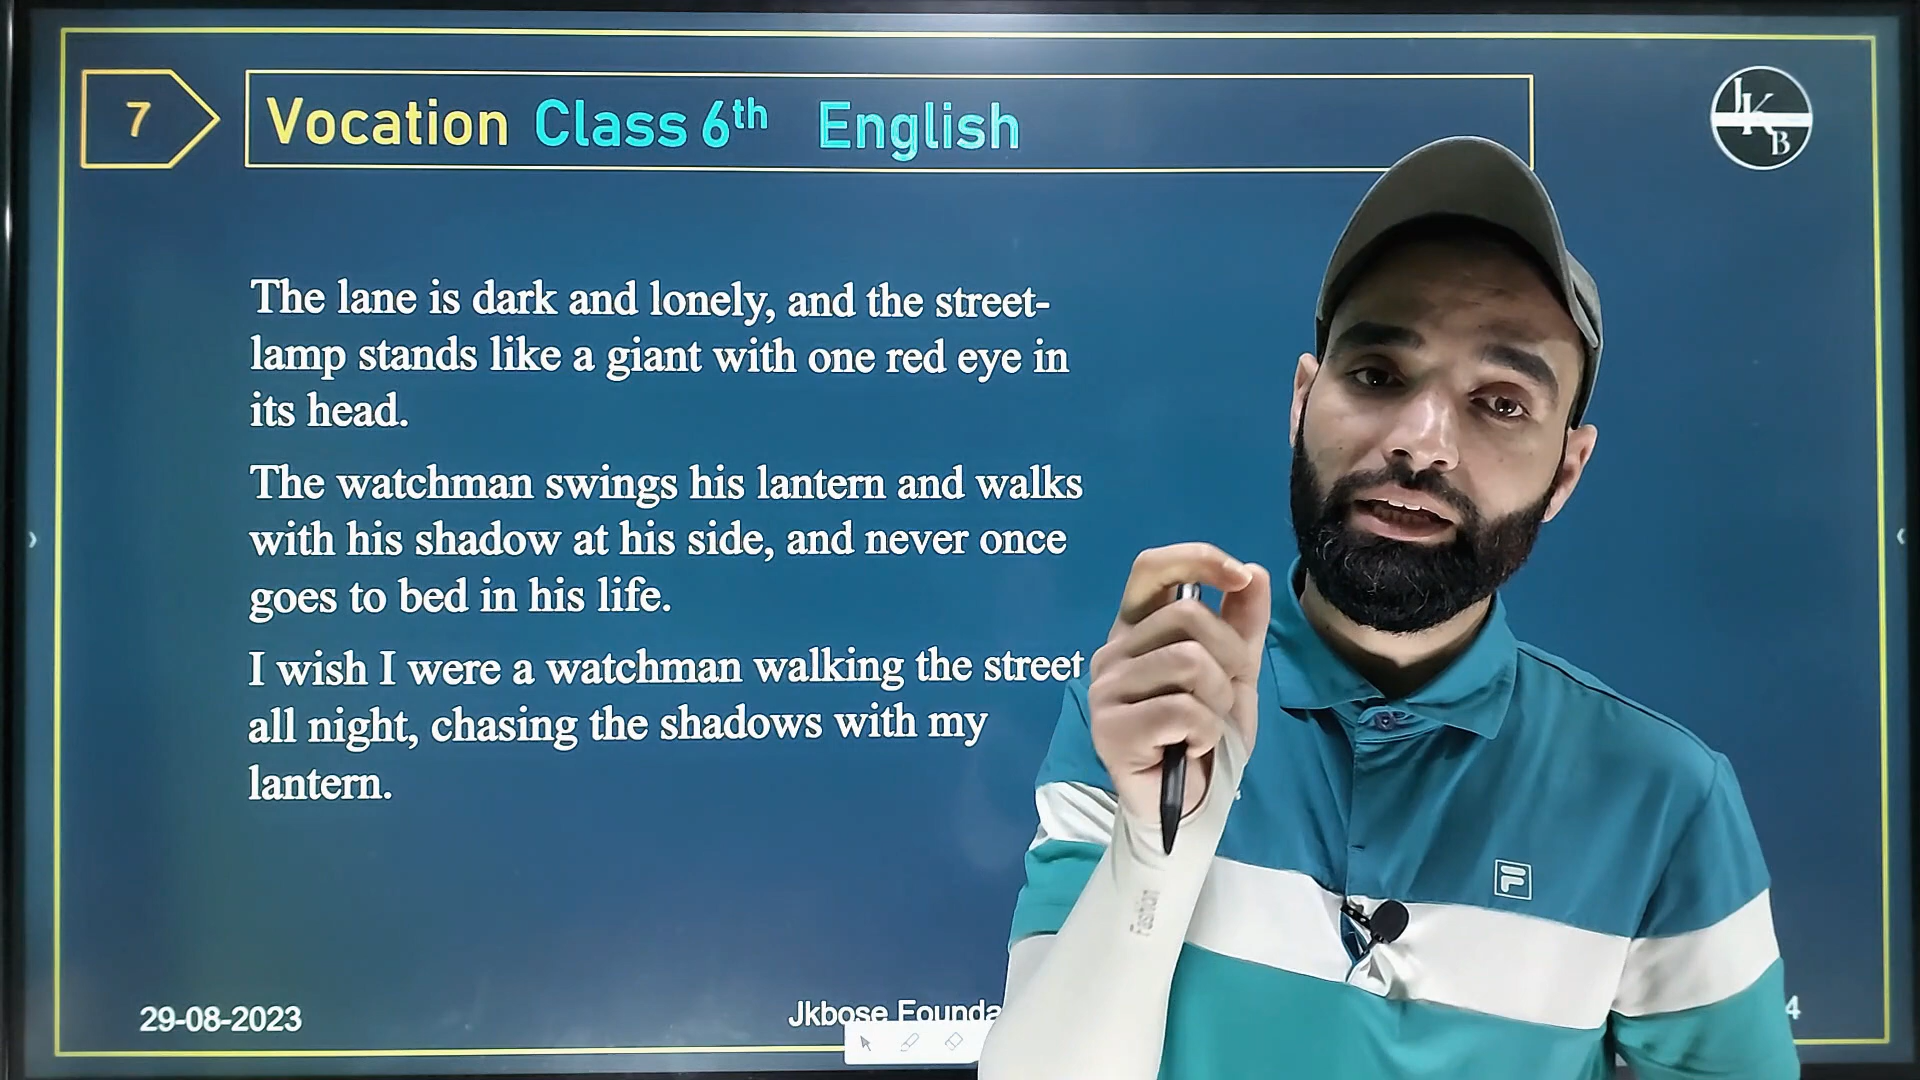 7
Vocation Class 6th English
JKB
The lane is dark and lonely, and the street-
lamp stands like a giant with one red eye in
its head.
The watchman swings his lantern and walks
with his shadow at his side, and never once
goes to bed in his life.
I wish I were a watchman walking the street
all night, chasing the shadows with my
lantern.
Fashion
29-08-2023
Jkbose Founda
4